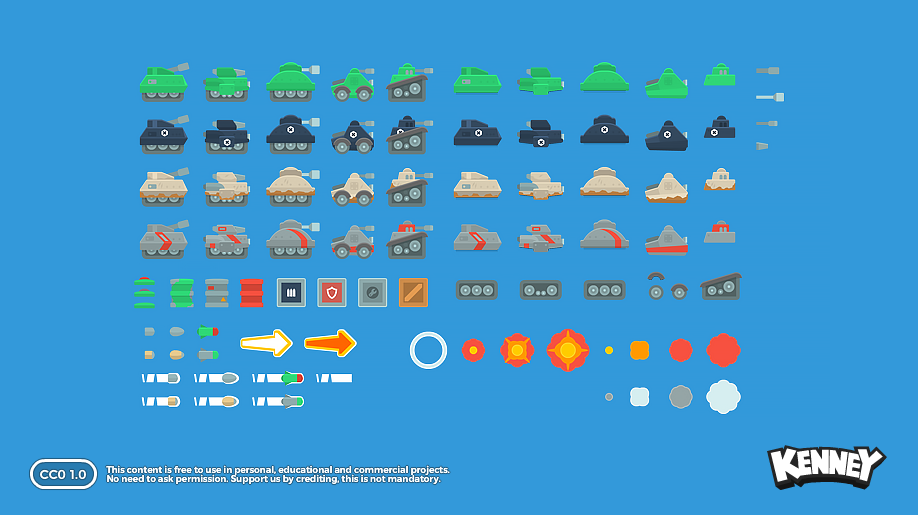 CC0 1.0
This content is free to use in personal, educational and commercial projects.
No need to ask permission. Support us by crediting, this is not mandatory.
KENNEY